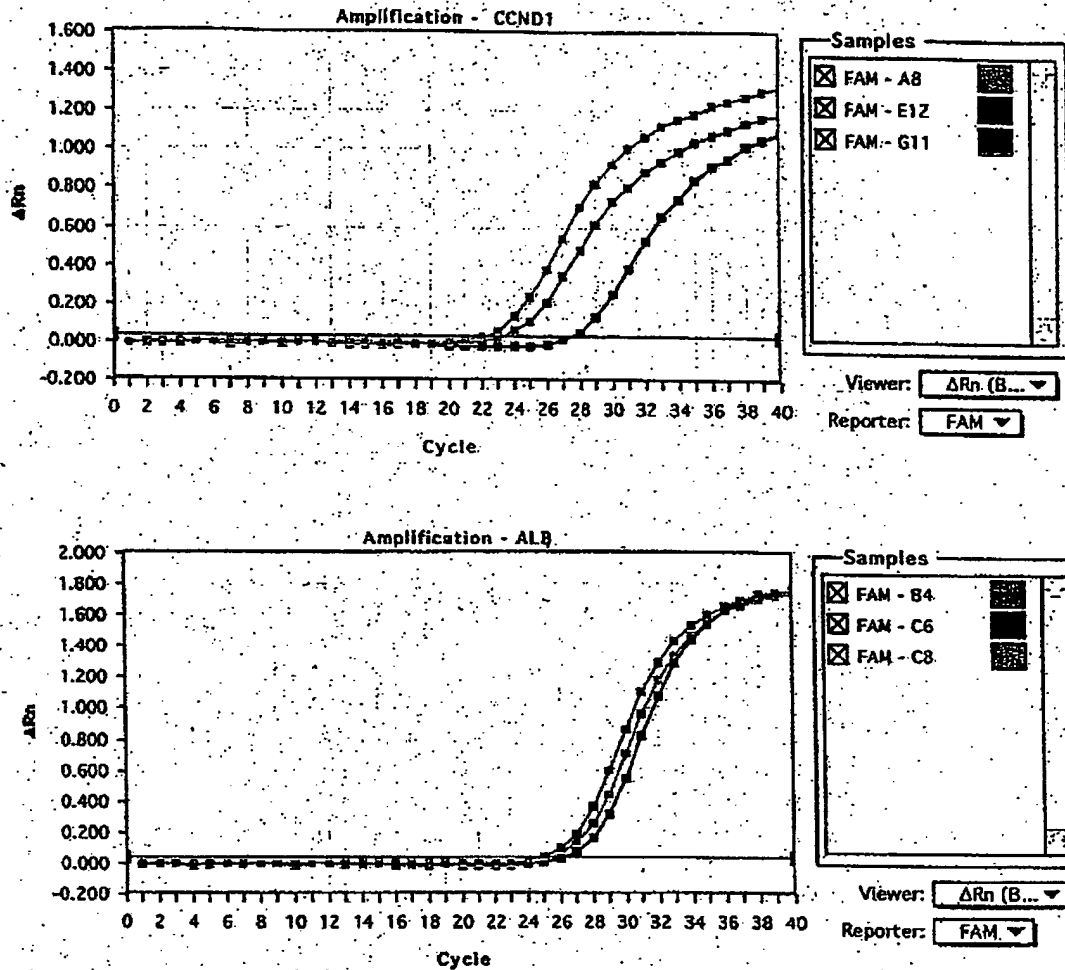 Amplification - CCND1
1.600
1.400
1.200
1.000
0.800
0.600
0.400
0.200
0.000
-0.200
ΔRn
0 2 4 6 8 10 12 14 16 18 20 22 24 26 28 30 32 34 36 38 40
Cycle
Samples
FAM - A8
FAM - E12
FAM - G11
Viewer: ΔRn (B... ▼
Reporter: FAM ▼
Amplification - ALB
2.000
1.800
1.600
1.400
1.200
1.000
0.800
0.600
0.400
0.200
0.000
-0.200
ΔRn
0 2 4 6 8 10 12 14 16 18 20 22 24 26 28 30 32 34 36 38 40
Cycle
Samples
FAM - B4
FAM - C6
FAM - C8
Viewer: ΔRn (B... ▼
Reporter: FAM ▼